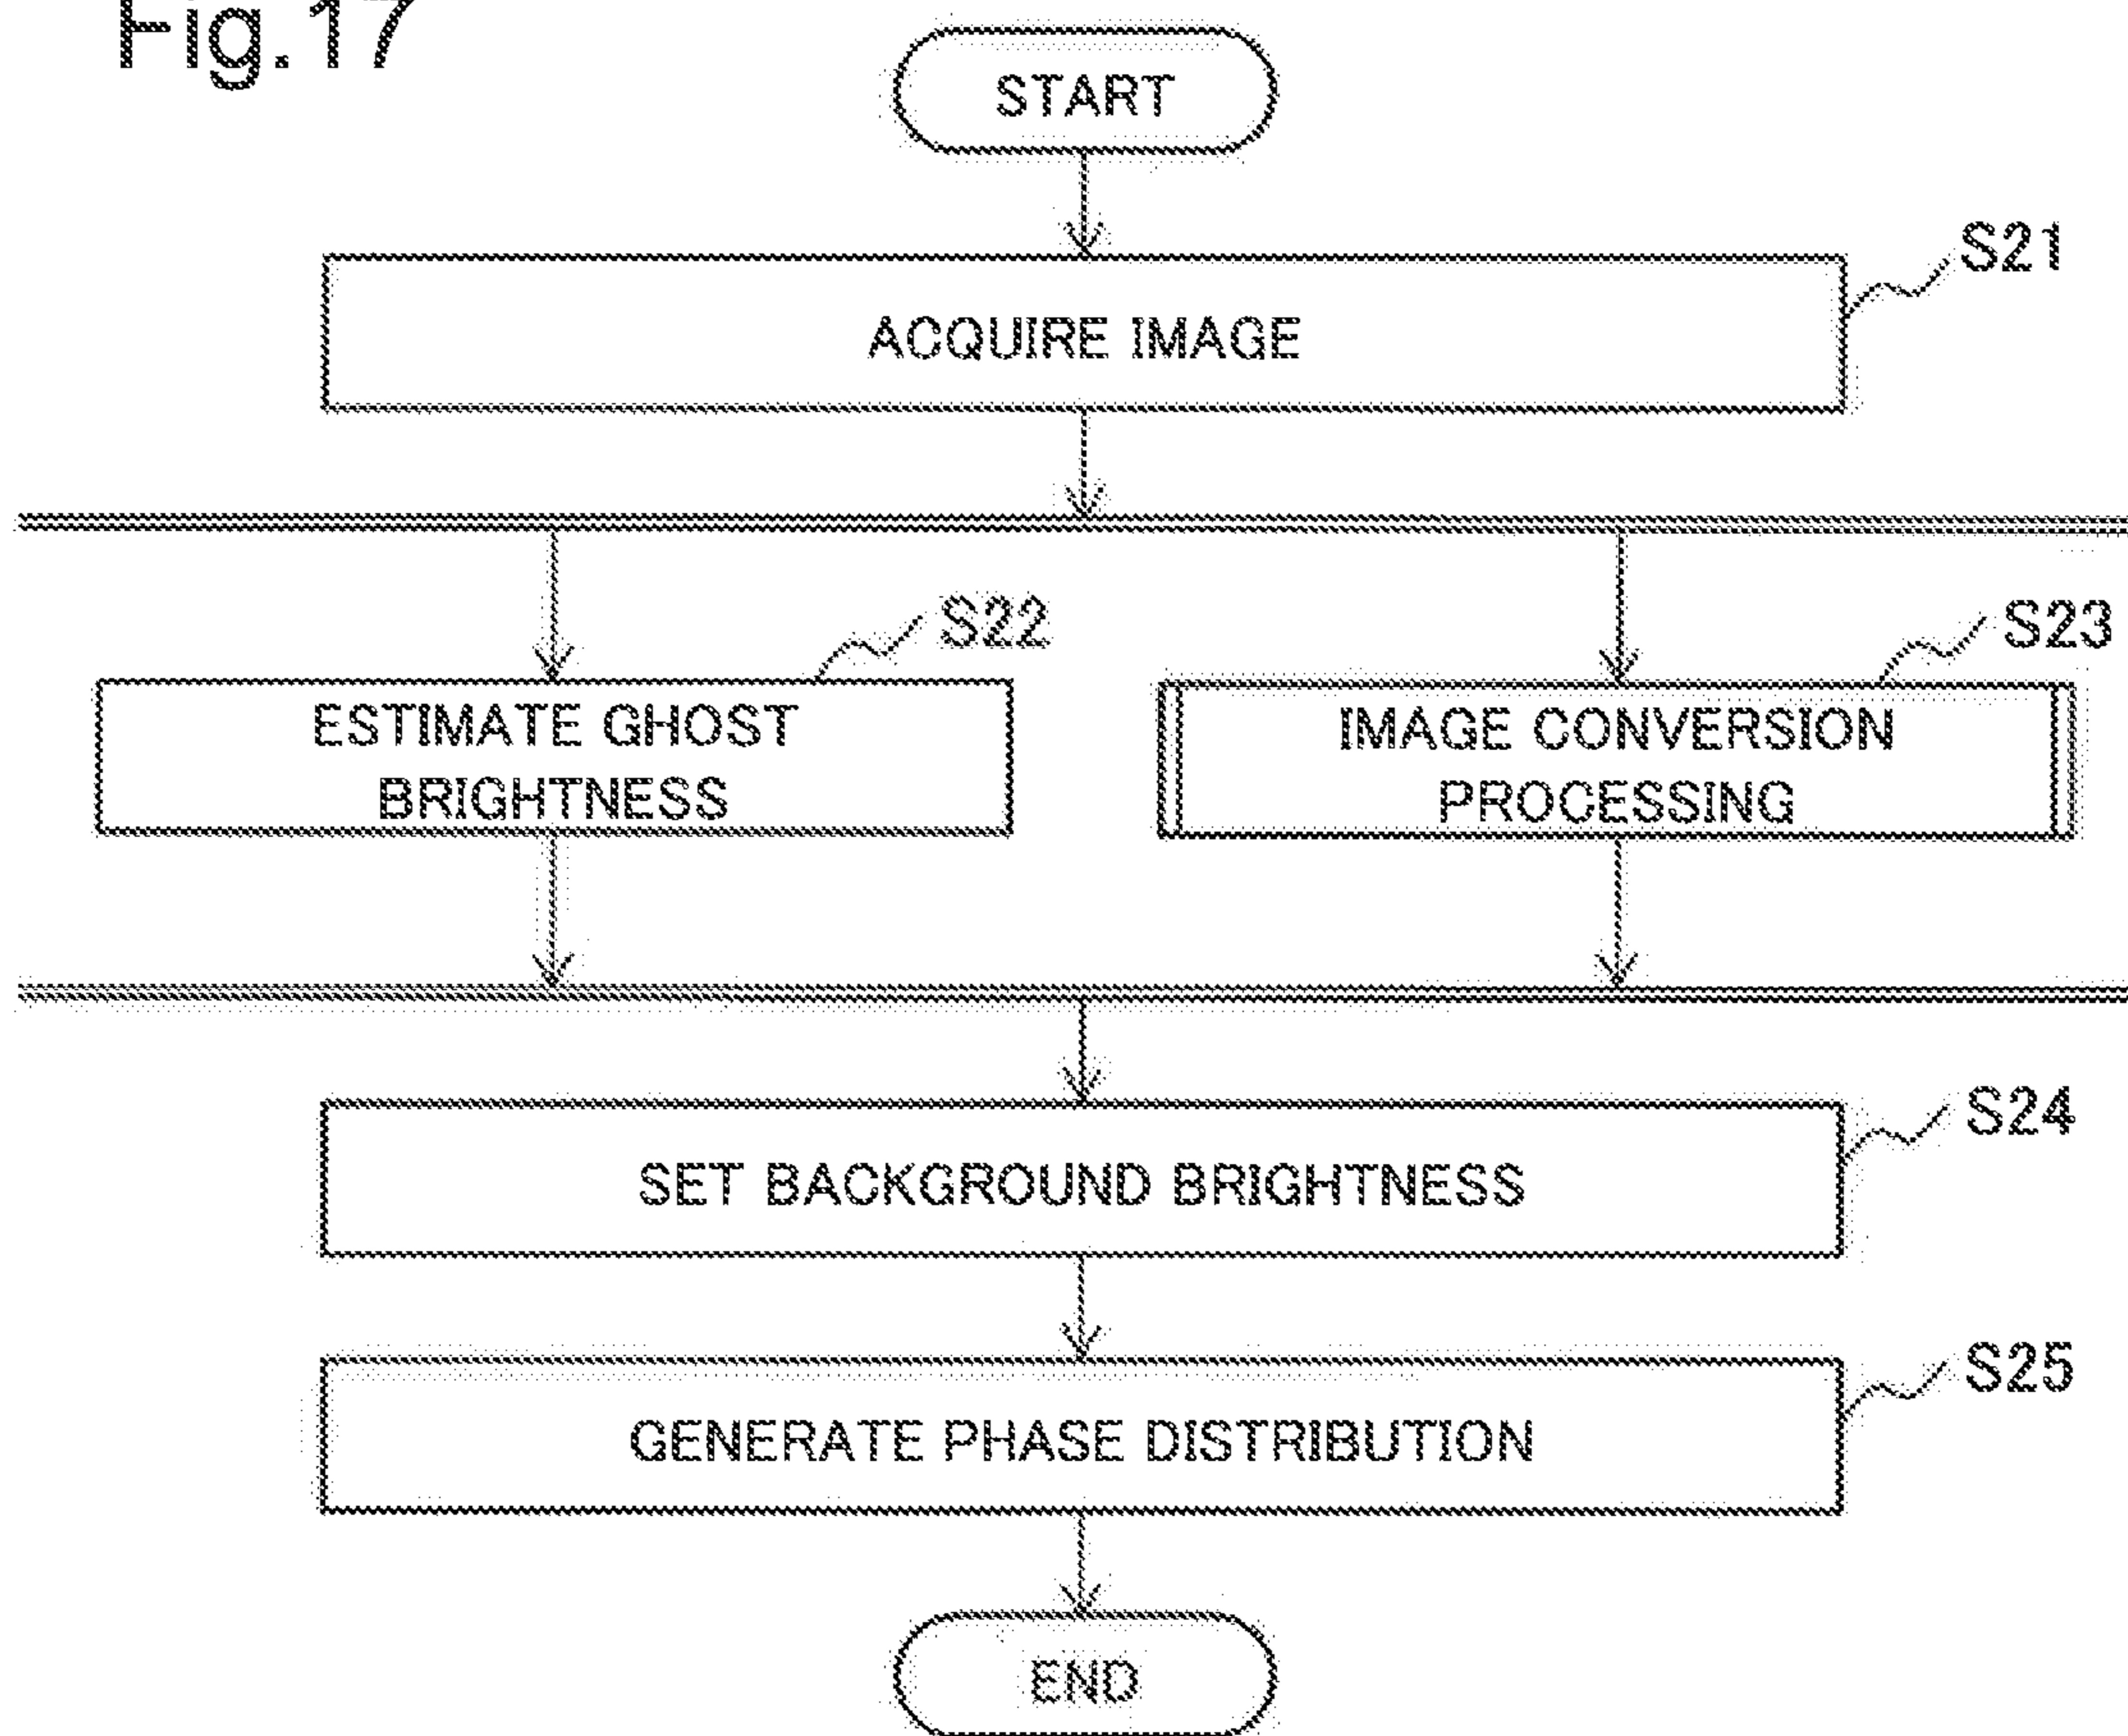 Fig.17
START
S21
ACQUIRE IMAGE
S22
ESTIMATE GHOST
BRIGHTNESS
S23
IMAGE CONVERSION
PROCESSING
S24
SET BACKGROUND BRIGHTNESS
S25
GENERATE PHASE DISTRIBUTION
END